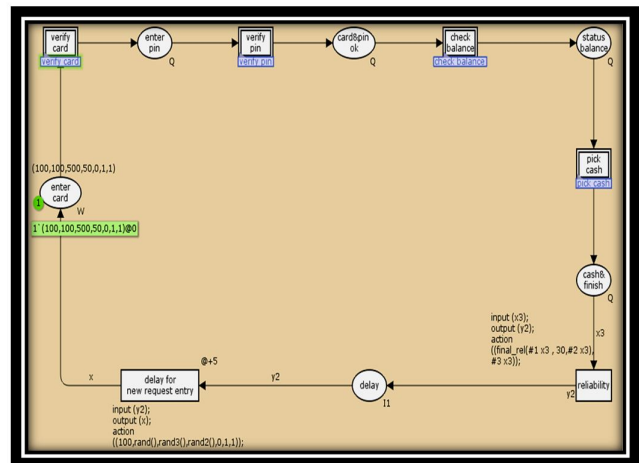 verify
card
verify card
enter
pin
Q
verify
pin
verify pin
card&pin
ok
Q
check
balance
check balance
status
balance
Q
pick
cash
pick cash
cash&
finish
Q
(100,100,500,50,0,1,1)
enter
card
1
W
1`(100,100,500,50,0,1,1)@0
input (x3);
output (y2);
action
((final_rel(#1 x3 , 30,#2 x3),
#3 x3));
x3
reliability
y2
delay
I1
y2
@+5
delay for
new request entry
x
input (y2);
output (x);
action
((100,rand(),rand3(),rand2(),0,1,1));